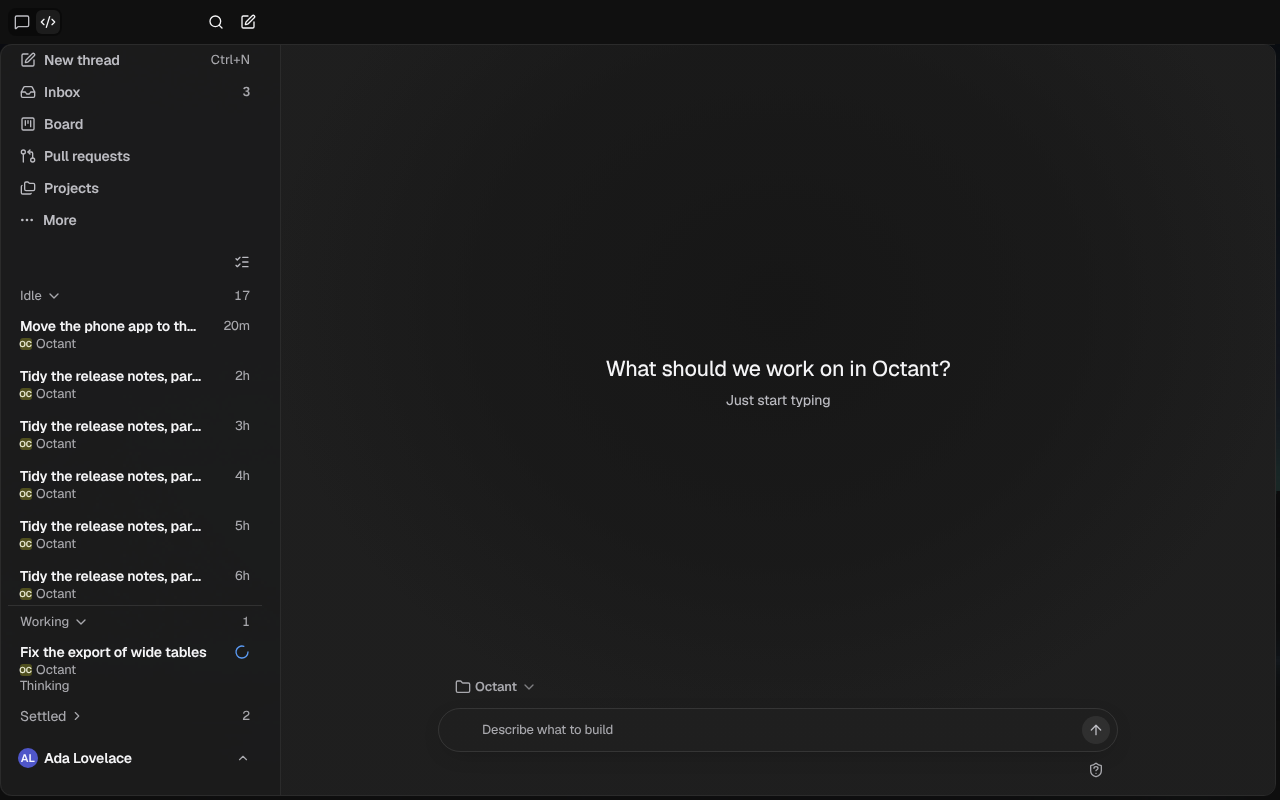 New thread Ctrl+N
Inbox 3
Board
Pull requests
Projects
More
Idle 17
Move the phone app to th... 20m
OC Octant
Tidy the release notes, par... 2h
OC Octant
Tidy the release notes, par... 3h
OC Octant
Tidy the release notes, par... 4h
OC Octant
Tidy the release notes, par... 5h
OC Octant
Tidy the release notes, par... 6h
OC Octant
Working 1
Fix the export of wide tables
OC Octant
Thinking
Settled 2
AL Ada Lovelace
What should we work on in Octant?
Just start typing
Octant
Describe what to build